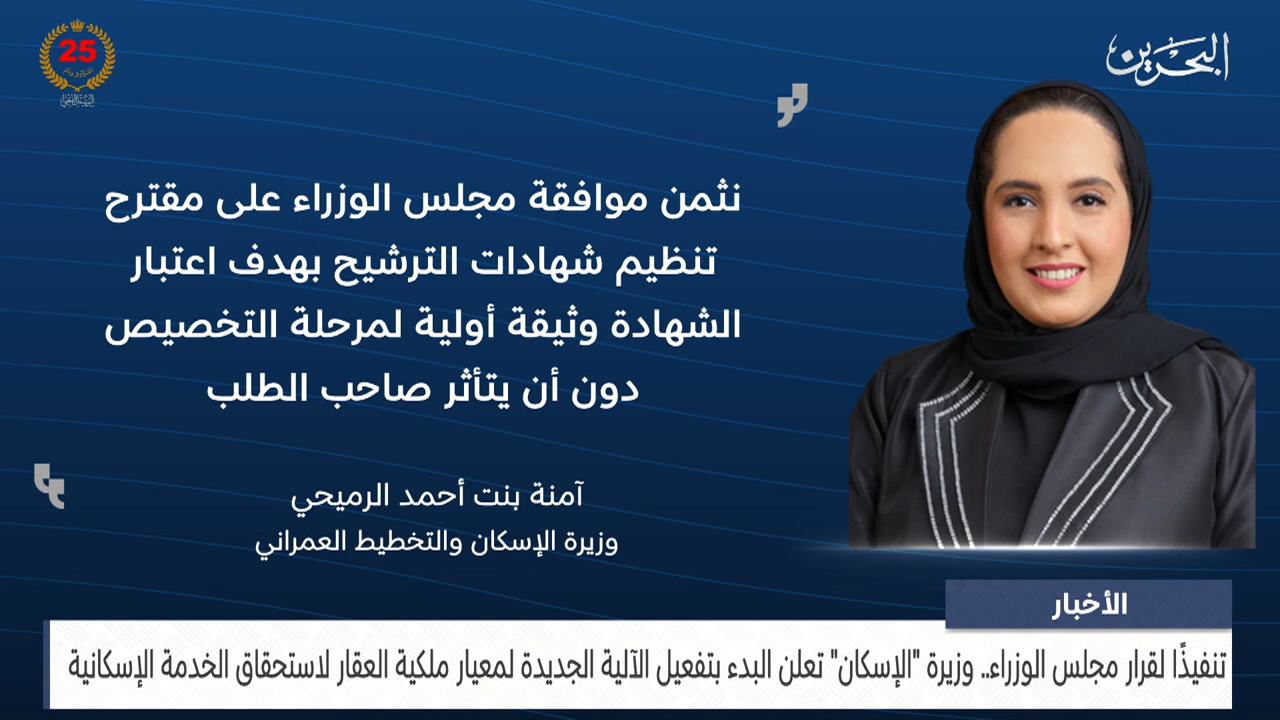 البحرين
25
نثمن موافقة مجلس الوزراء على مقترح
تنظيم شهادات الترشيح بهدف اعتبار
الشهادة وثيقة أولية لمرحلة التخصيص
دون أن يتأثر صاحب الطلب
آمنة بنت أحمد الرميحي
وزيرة الإسكان والتخطيط العمراني
الأخبار
تنفيذًا لقرار مجلس الوزراء.. وزيرة "الإسكان" تعلن البدء بتفعيل الآلية الجديدة لمعيار ملكية العقار لاستحقاق الخدمة الإسكانية